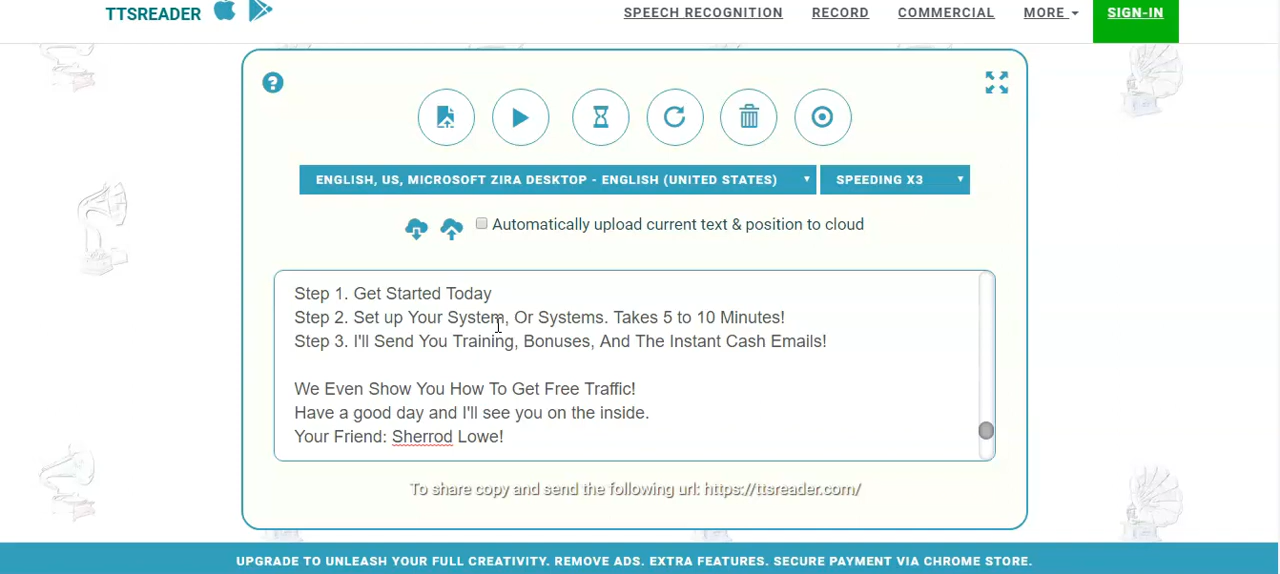 TTSREADER
SPEECH RECOGNITION RECORD COMMERCIAL MORE SIGN-IN
?
ENGLISH, US, MICROSOFT ZIRA DESKTOP - ENGLISH (UNITED STATES) SPEEDING X3
Automatically upload current text & position to cloud
Step 1. Get Started Today
Step 2. Set up Your System, Or Systems. Takes 5 to 10 Minutes!
Step 3. I'll Send You Training, Bonuses, And The Instant Cash Emails!
We Even Show You How To Get Free Traffic!
Have a good day and I'll see you on the inside.
Your Friend: Sherrod Lowe!
To share copy and send the following url: https://ttsreader.com/
UPGRADE TO UNLEASH YOUR FULL CREATIVITY. REMOVE ADS. EXTRA FEATURES. SECURE PAYMENT VIA CHROME STORE.